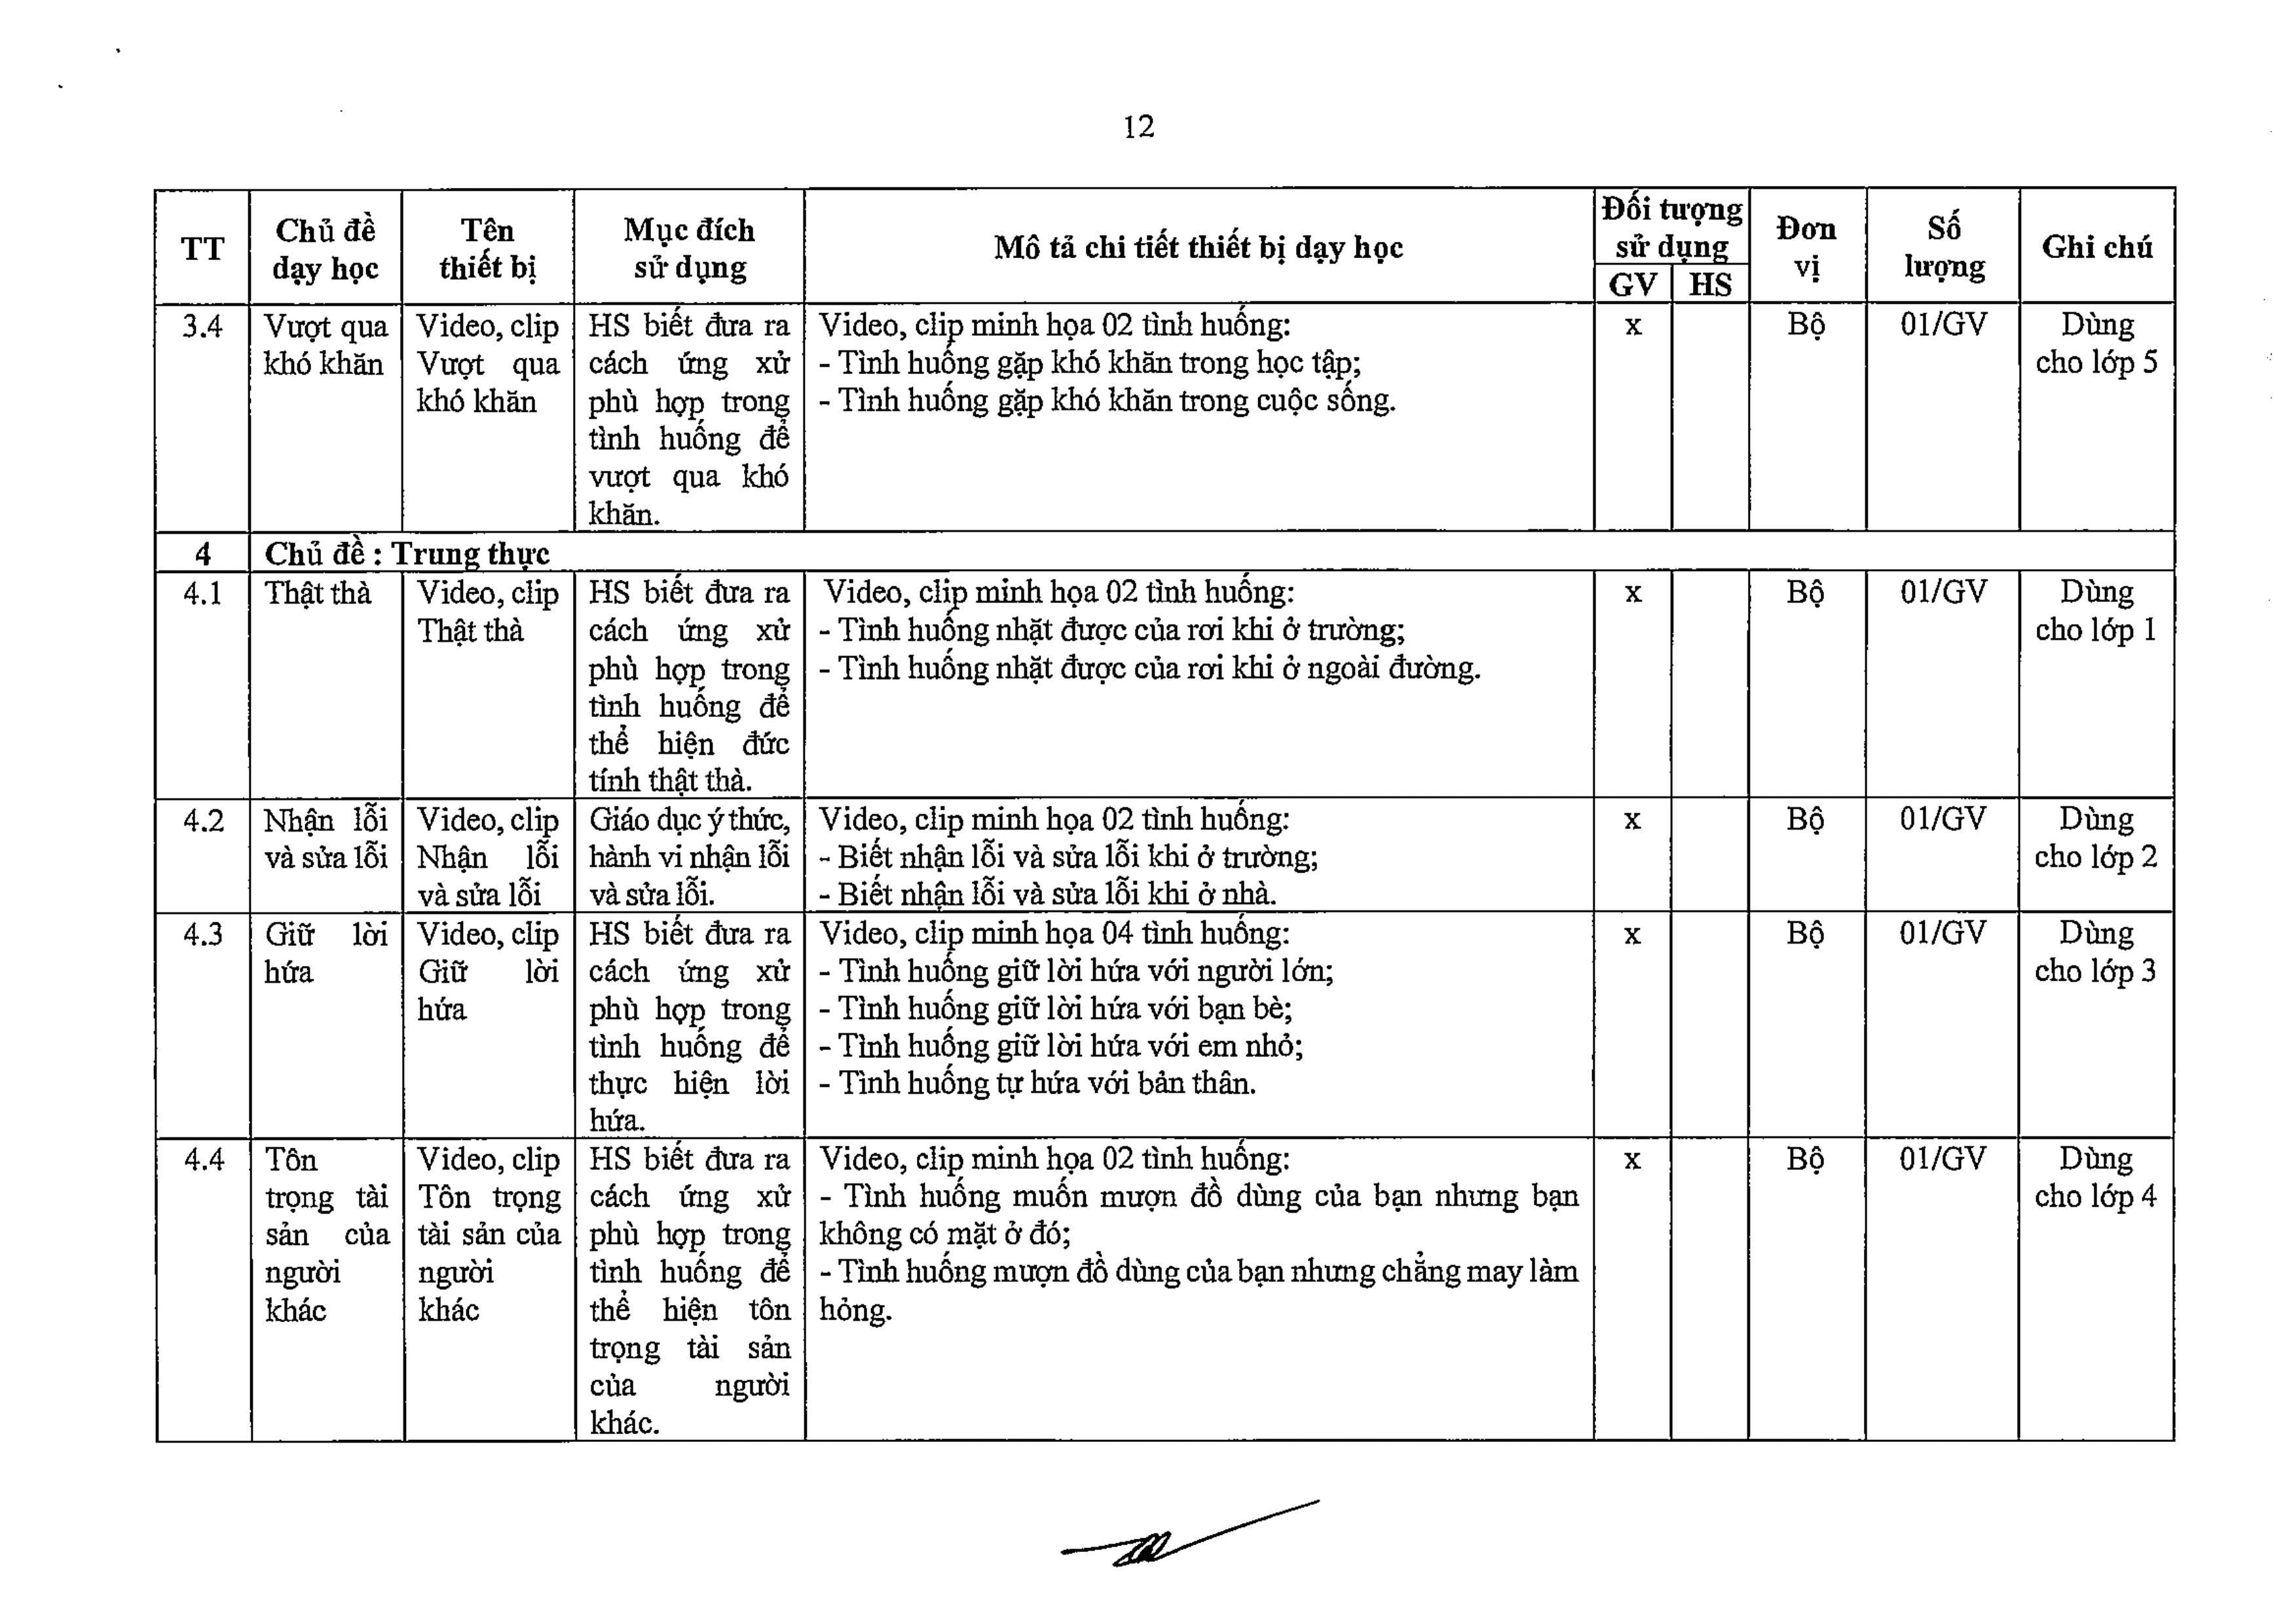 12
TT
Chủ đề
dạy học
Tên
thiết bị
Mục đích
sử dụng
Mô tả chi tiết thiết bị dạy học
Đối tượng
sử dụng
GV
HS
Đơn
vị
Số
lượng
Ghi chú
3.4
Vượt qua
khó khăn
Video, clip
Vượt qua
khó khăn
HS biết đưa ra
cách ứng xử
phù hợp trong
tình huống để
vượt qua khó
khăn.
Video, clip minh họa 02 tình huống:
- Tình huống gặp khó khăn trong học tập;
- Tình huống gặp khó khăn trong cuộc sống.
x
Bộ
01/GV
Dùng
cho lớp 5
4
Chủ đề : Trung thực
4.1
Thật thà
Video, clip
Thật thà
HS biết đưa ra
cách ứng xử
phù hợp trong
tình huống để
thể hiện đức
tính thật thà.
Video, clip minh họa 02 tình huống:
- Tình huống nhặt được của rơi khi ở trường;
- Tình huống nhặt được của rơi khi ở ngoài đường.
x
Bộ
01/GV
Dùng
cho lớp 1
4.2
Nhận lỗi
và sửa lỗi
Video, clip
Nhận lỗi
và sửa lỗi
Giáo dục ý thức,
hành vi nhận lỗi
và sửa lỗi.
Video, clip minh họa 02 tình huống:
- Biết nhận lỗi và sửa lỗi khi ở trường;
- Biết nhận lỗi và sửa lỗi khi ở nhà.
x
Bộ
01/GV
Dùng
cho lớp 2
4.3
Giữ lời
hứa
Video, clip
Giữ lời
hứa
HS biết đưa ra
cách ứng xử
phù hợp trong
tình huống để
thực hiện lời
hứa.
Video, clip minh họa 04 tình huống:
- Tình huống giữ lời hứa với người lớn;
- Tình huống giữ lời hứa với bạn bè;
- Tình huống giữ lời hứa với em nhỏ;
- Tình huống tự hứa với bản thân.
x
Bộ
01/GV
Dùng
cho lớp 3
4.4
Tôn
trọng tài
sản của
người
khác
Video, clip
Tôn trọng
tài sản của
người
khác
HS biết đưa ra
cách ứng xử
phù hợp trong
tình huống để
thể hiện tôn
trọng tài sản
của người
khác.
Video, clip minh họa 02 tình huống:
- Tình huống muốn mượn đồ dùng của bạn nhưng bạn
không có mặt ở đó;
- Tình huống mượn đồ dùng của bạn nhưng chẳng may làm
hỏng.
x
Bộ
01/GV
Dùng
cho lớp 4